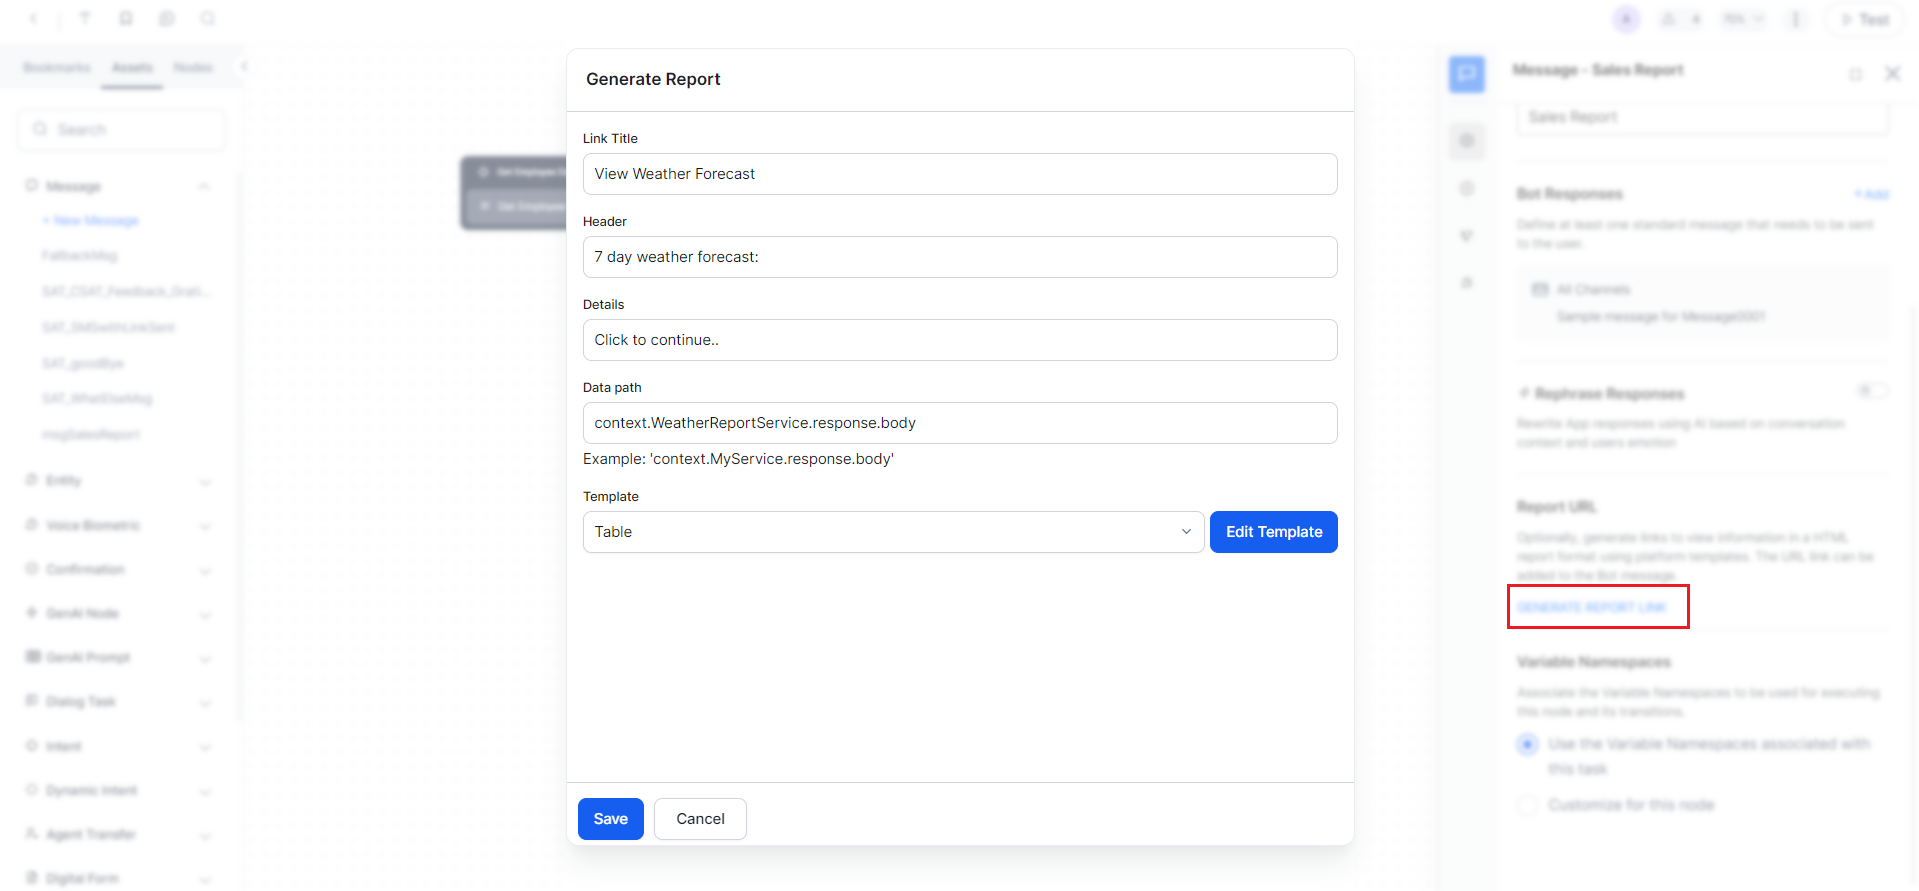 Test
Bookmarks
Assets
Nodes
Search
Message
+ New Message
FallbackMsg
SAT_CSAT_Feedback_Grati...
SAT_SMSwithLinkSent
SAT_goodBye
SAT_WhatElseMsg
msgSalesReport
Entity
Voice Biometric
Confirmation
GenAI Node
GenAI Prompt
Dialog Task
Intent
Dynamic Intent
Agent Transfer
Digital Form
Generate Report
Link Title
View Weather Forecast
Header
7 day weather forecast:
Details
Click to continue..
Data path
context.WeatherReportService.response.body
Example: 'context.MyService.response.body'
Template
Table
Edit Template
Save
Cancel
Message - Sales Report
Sales Report
Bot Responses
+ Add
Define at least one standard message that needs to be sent
to the user.
All Channels
Sample message for Message0001
Rephrase Responses
Rewrite App responses using AI based on conversation
context and users emotion
Report URL
Optionally, generate links to view information in a HTML
report format using platform templates. The URL link can be
added to the Bot message.
GENERATE REPORT LINK
Variable Namespaces
Associate the Variable Namespaces to be used for executing
this node and its transitions.
Use the Variable Namespaces associated with
this task
Customize for this node